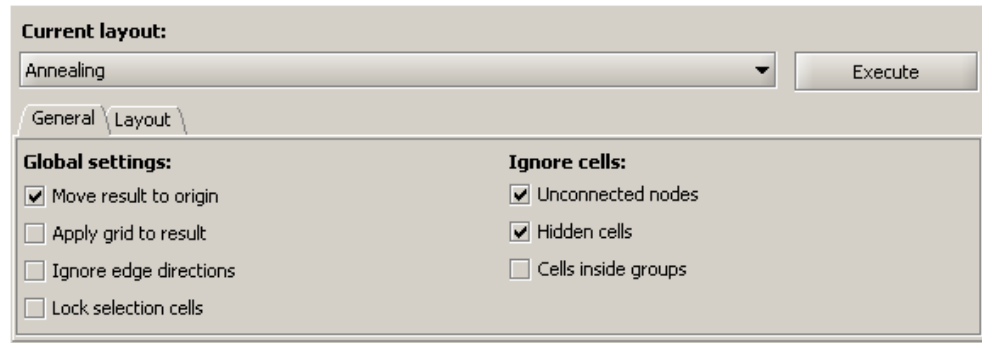 Current layout:
Annealing
Execute
General
Layout
Global settings:
Move result to origin
Apply grid to result
Ignore edge directions
Lock selection cells
Ignore cells:
Unconnected nodes
Hidden cells
Cells inside groups